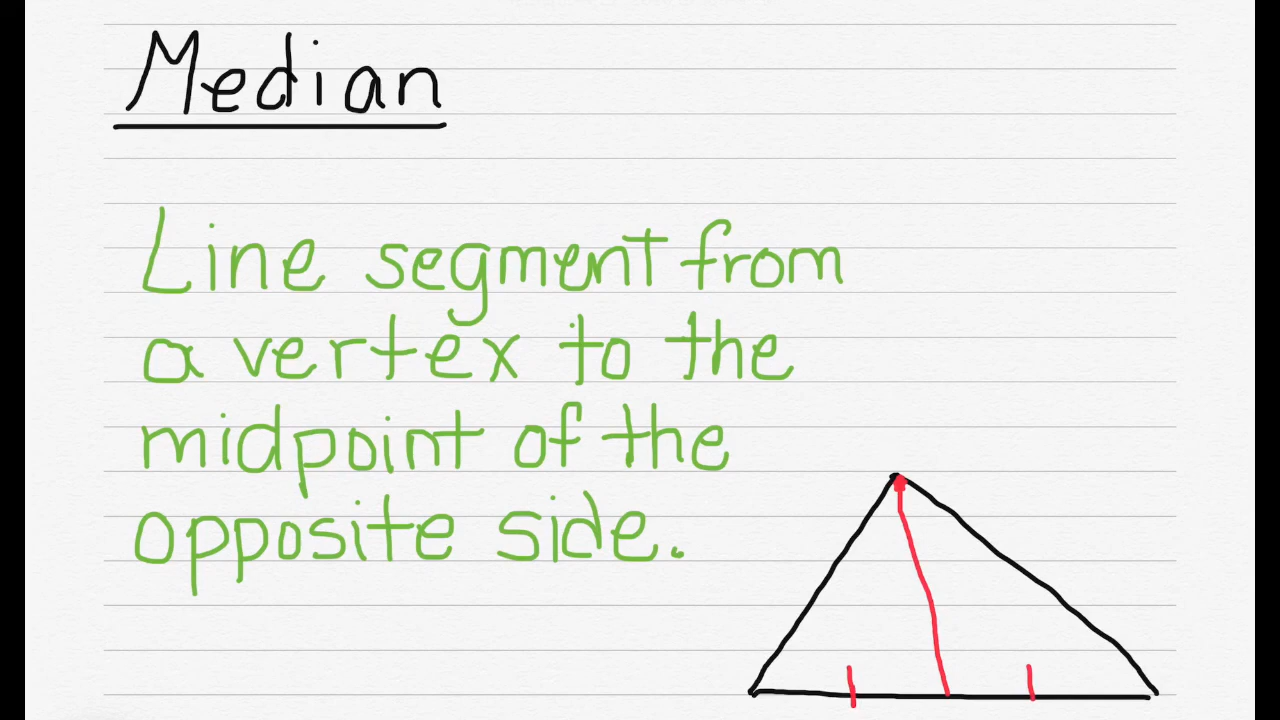 Median
Line segment from
a vertex to the
midpoint of the
opposite side.